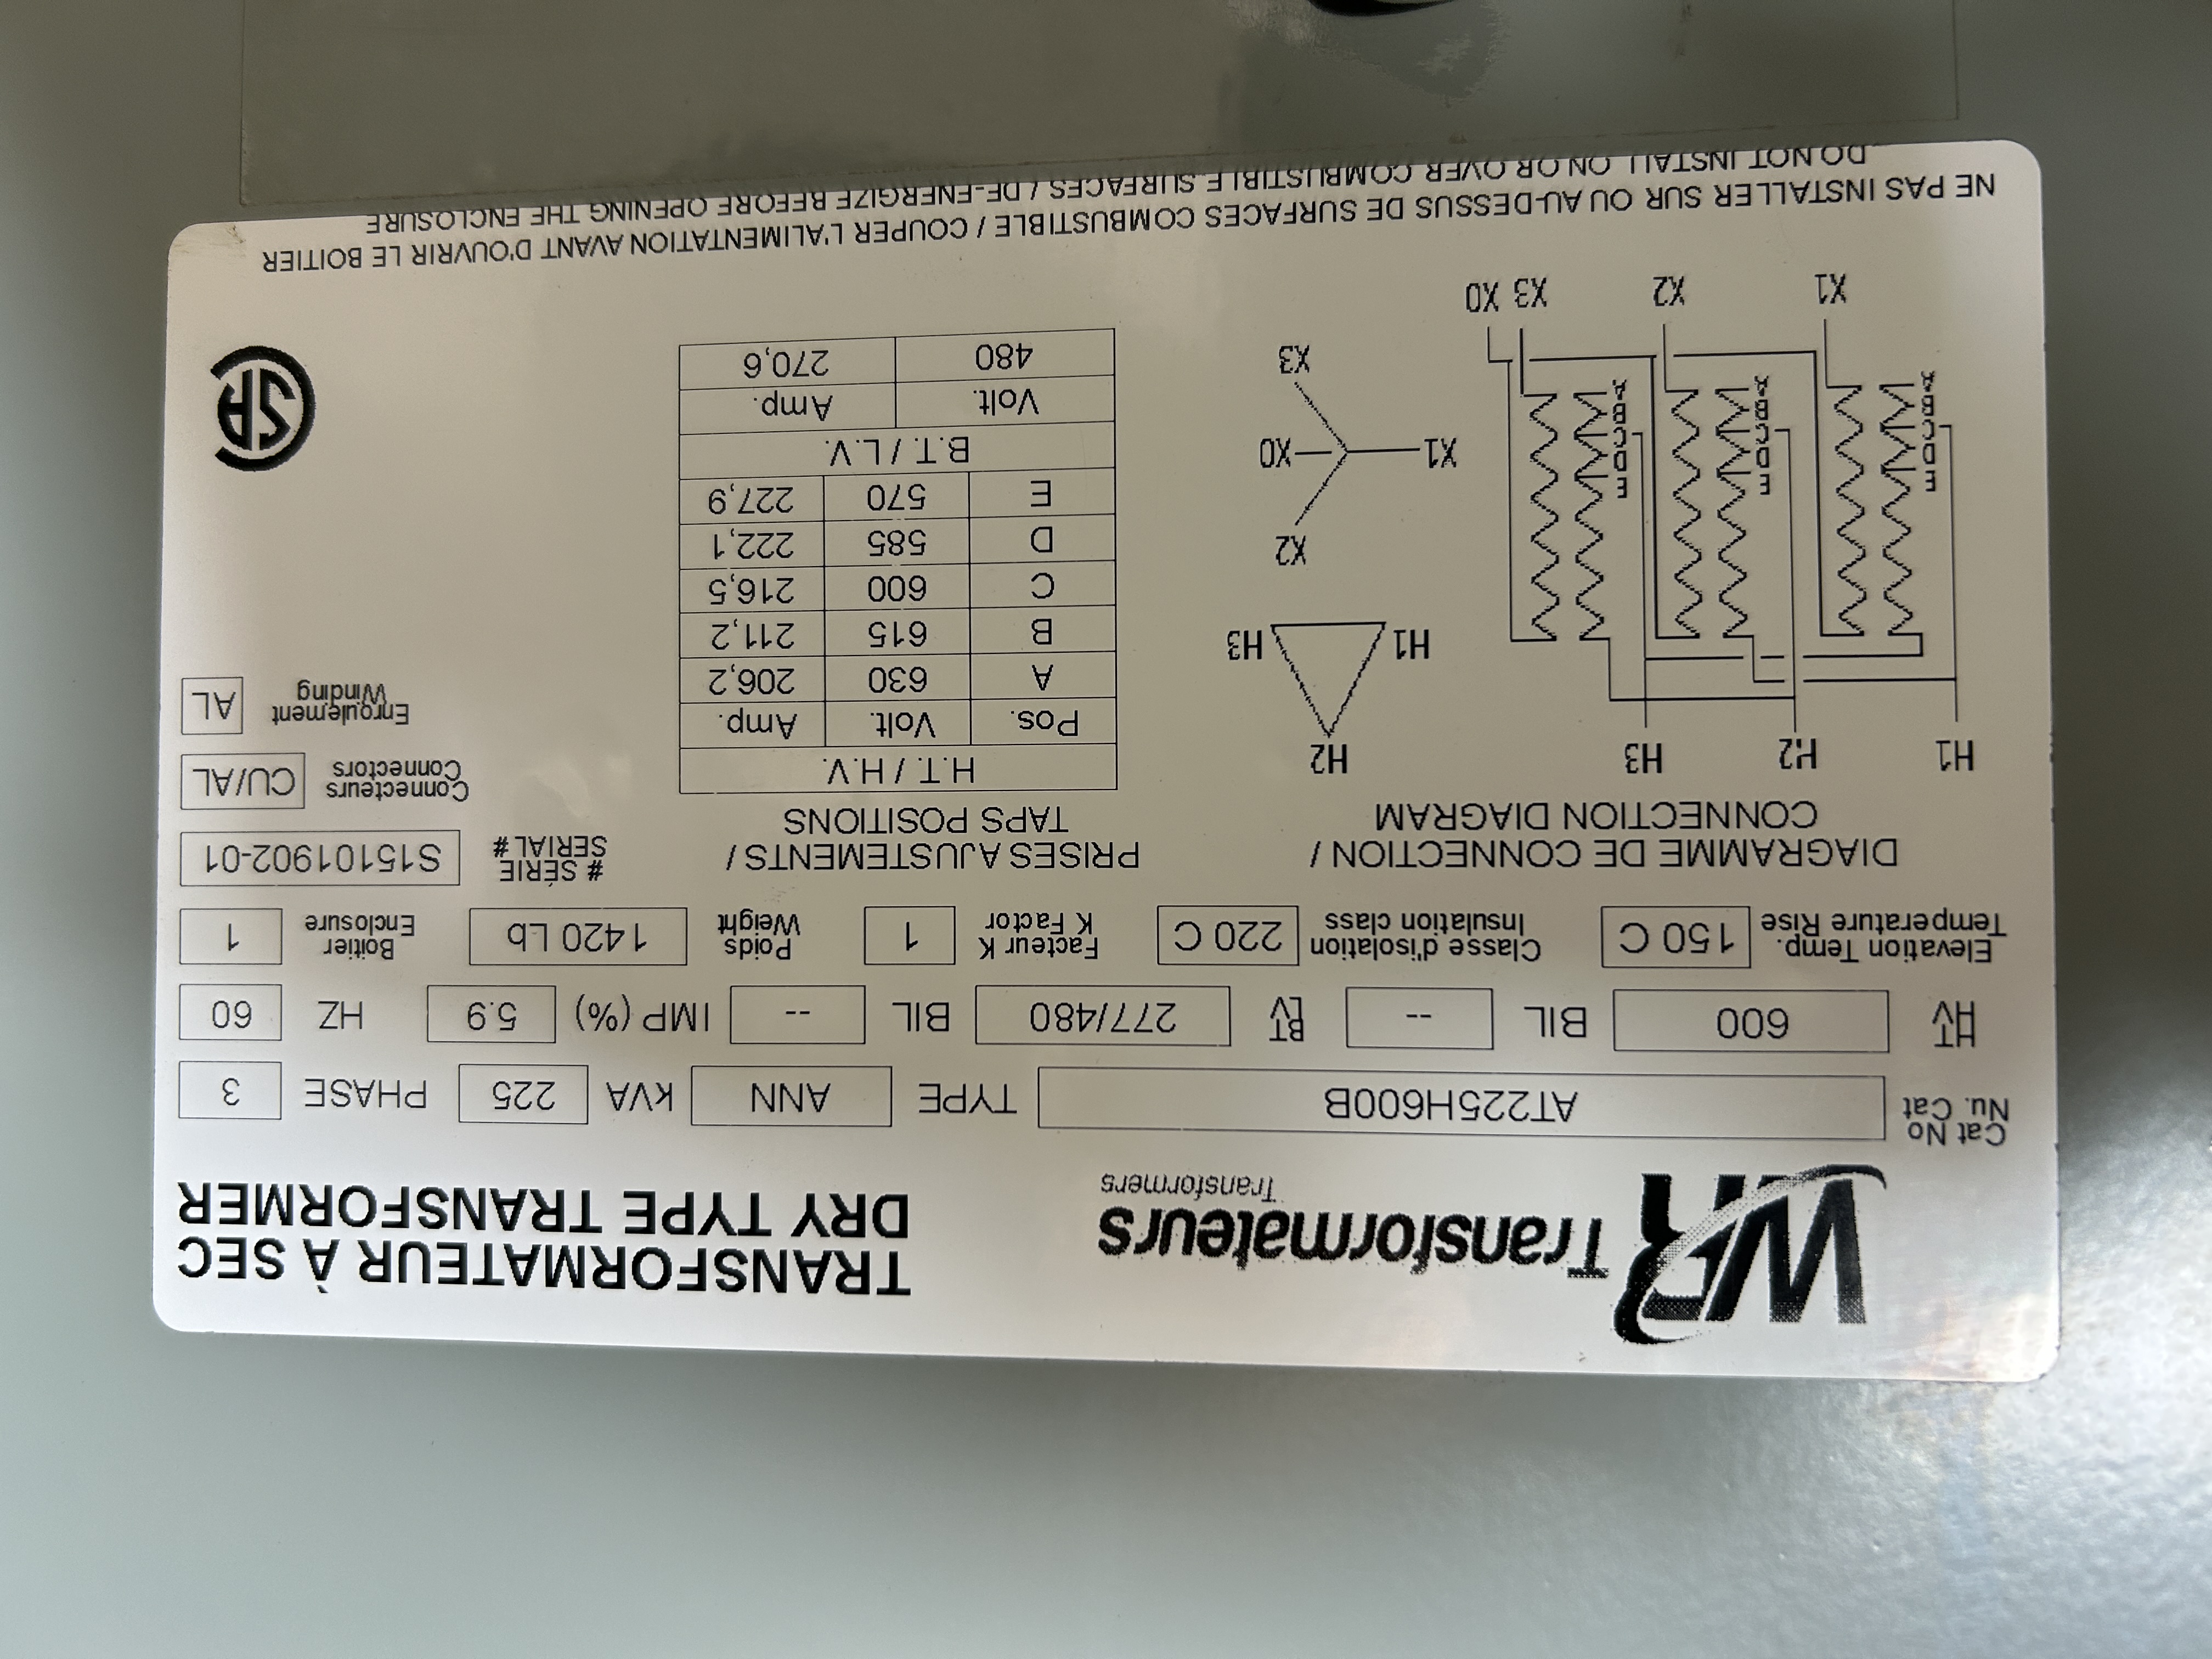 WR Transformateurs
Transformers
TRANSFORMATEUR À SEC
DRY TYPE TRANSFORMER
Cat No
Nu. Cat
AT225H600B
TYPE
ANN
kVA
225
PHASE
3
HT
HV
600
BIL
--
BT
LV
277/480
BIL
--
IMP (%)
5.9
HZ
60
Elevation Temp.
Temperature Rise
150 C
Classe d'isolation
Insulation class
220 C
Facteur K
K Factor
1
Poids
Weight
1420 Lb
Boitier
Enclosure
1
DIAGRAMME DE CONNECTION /
CONNECTION DIAGRAM
H1 H2 H3
A B C D E
A B C D E
A B C D E
X1 X2 X3 X0
H2
H1 H3
X2
X1 X0
X3
PRISES AJUSTEMENTS /
TAPS POSITIONS
H.T. / H.V.
Pos. Volt. Amp.
A 630 206,2
B 615 211,2
C 600 216,5
D 585 222,1
E 570 227,9
B.T. / L.V.
Volt. Amp.
480 270,6
# SÉRIE
SERIAL#
S15101902-01
Connecteurs
Connectors
CU/AL
Enroulement
Winding
AL
NE PAS INSTALLER SUR OU AU-DESSUS DE SURFACES COMBUSTIBLE / COUPER L'ALIMENTATION AVANT D'OUVRIR LE BOITIER
DO NOT INSTALL ON OR OVER COMBUSTIBLE SURFACES / DE-ENERGIZE BEFORE OPENING THE ENCLOSURE